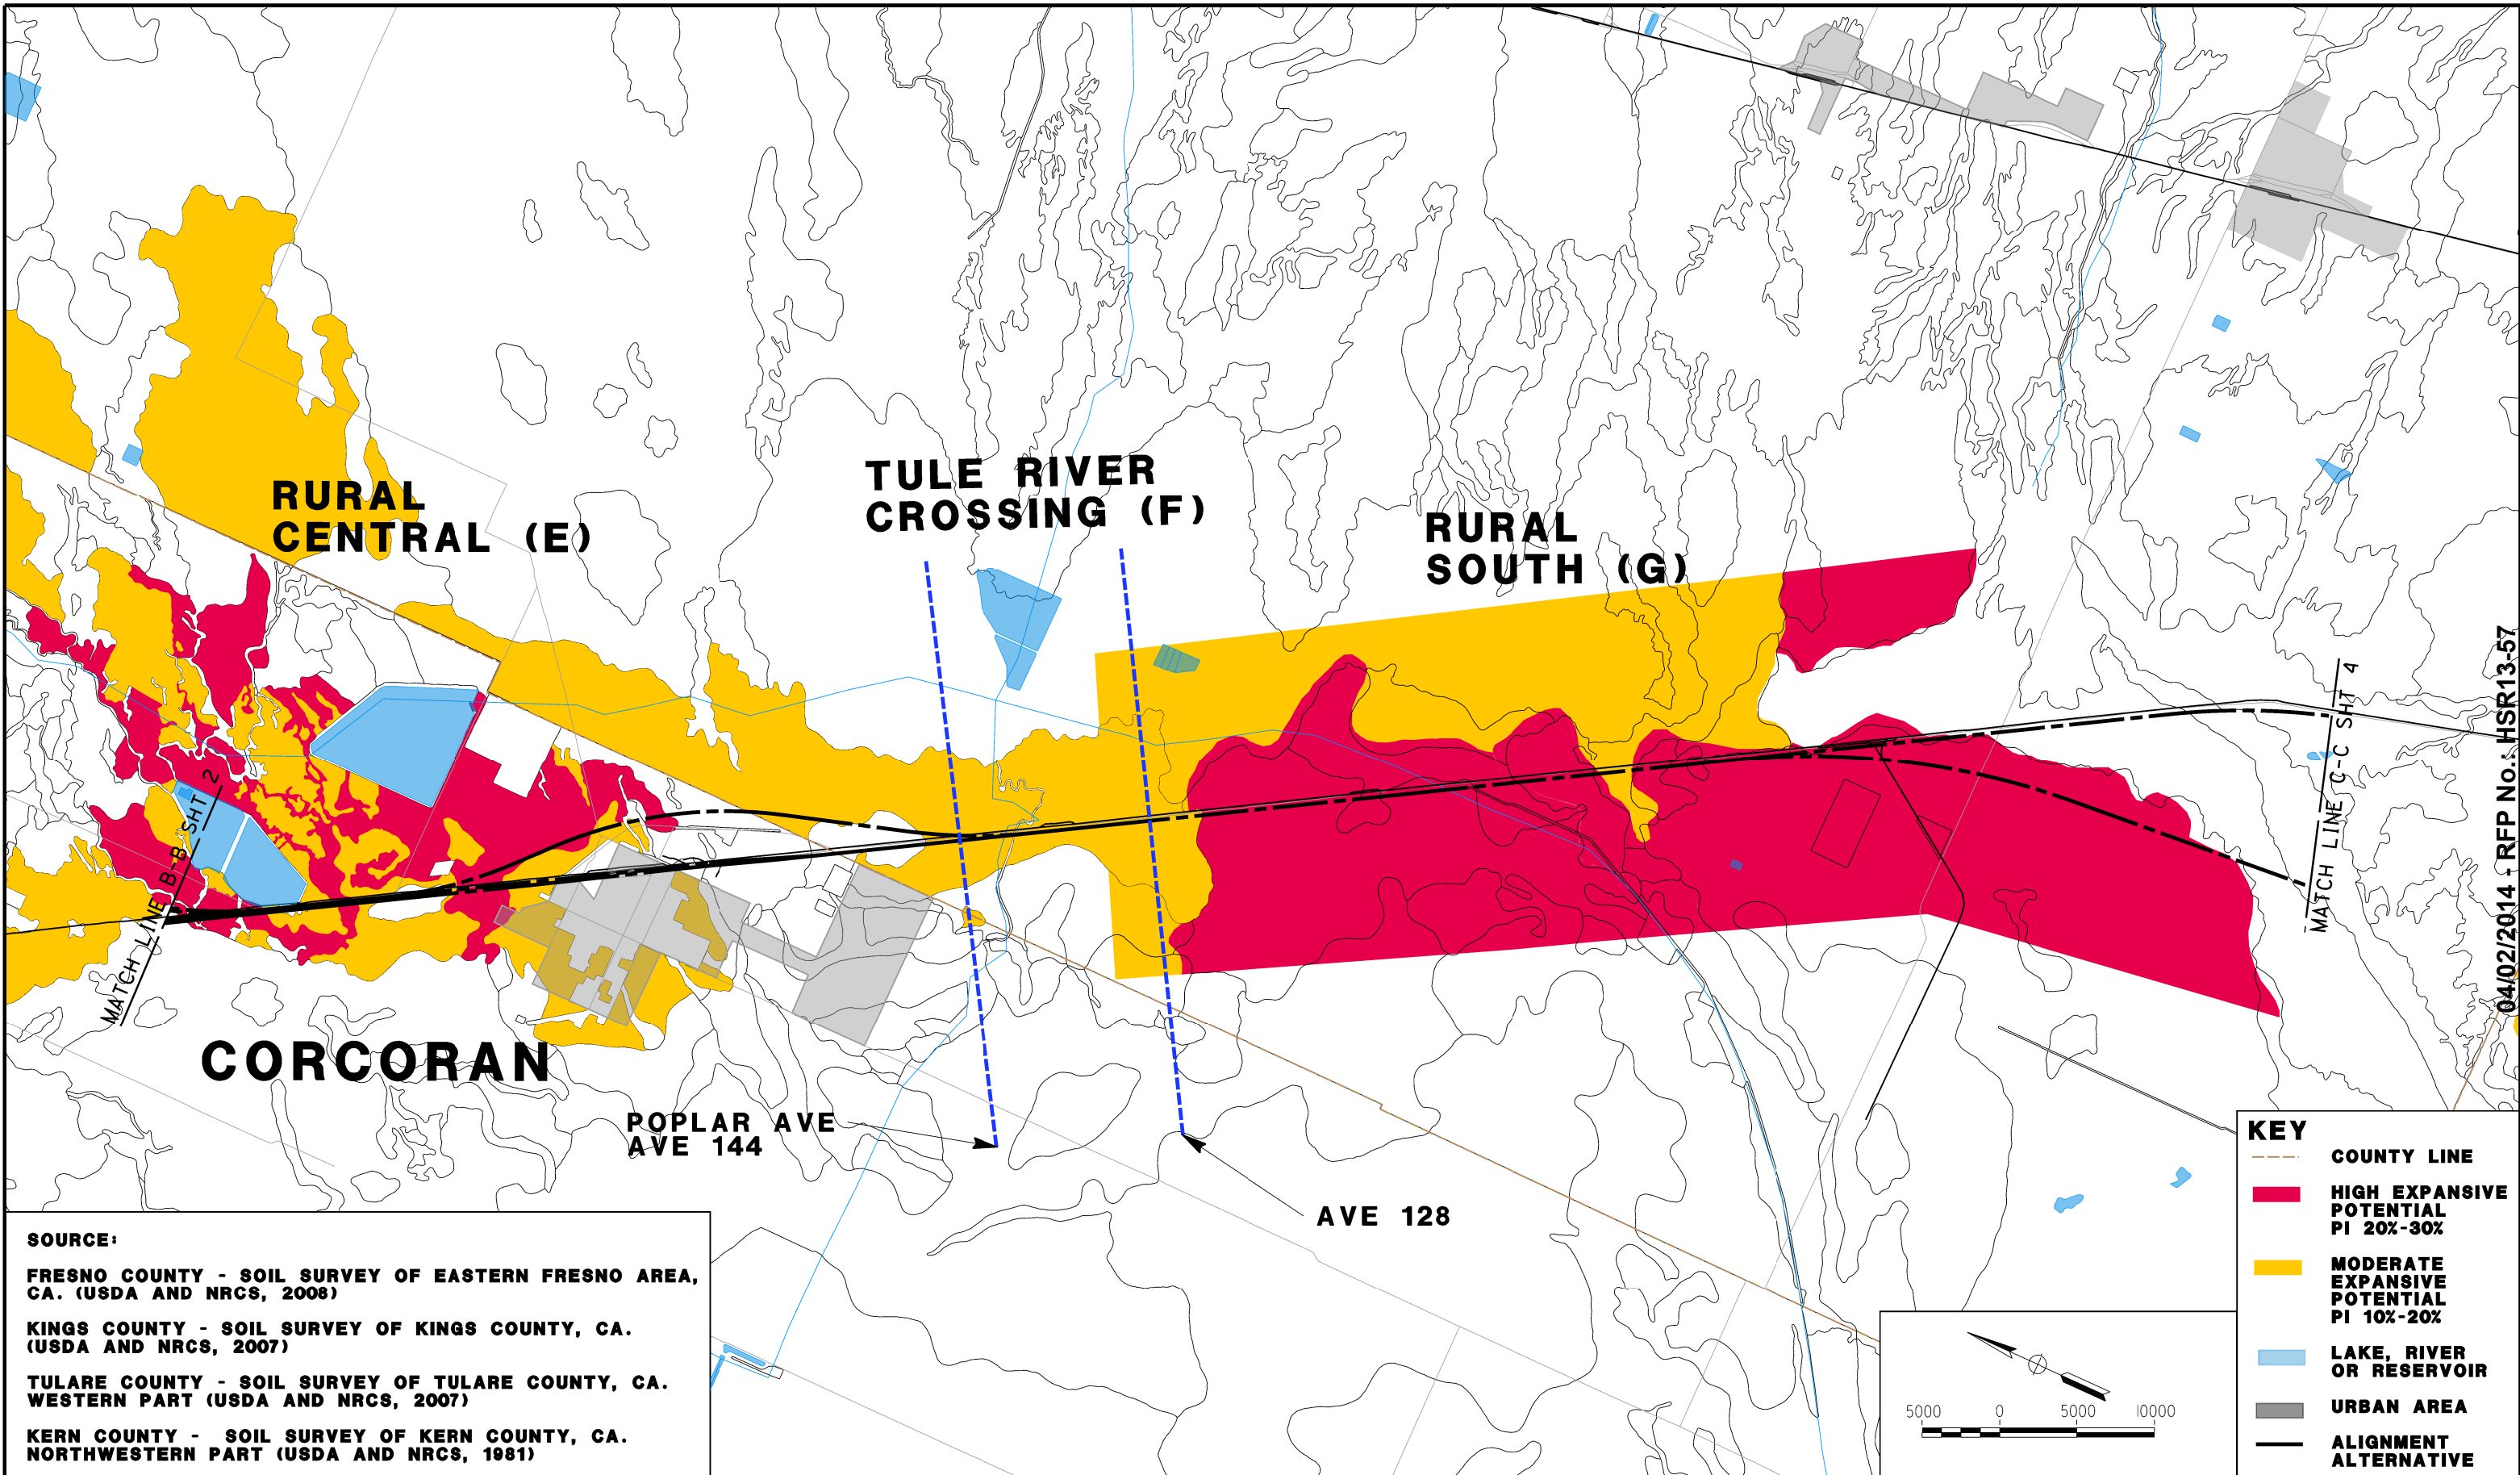 RURAL
CENTRAL (E)
TULE RIVER
CROSSING (F)
RURAL
SOUTH (G)
MATCH LINE B-B SHT 2
MATCH LINE C-C SHT 4
04/02/2014 - RFP No.: HSR13-57
CORCORAN
POPLAR AVE
AVE 144
AVE 128
SOURCE:
FRESNO COUNTY - SOIL SURVEY OF EASTERN FRESNO AREA,
CA. (USDA AND NRCS, 2008)
KINGS COUNTY - SOIL SURVEY OF KINGS COUNTY, CA.
(USDA AND NRCS, 2007)
TULARE COUNTY - SOIL SURVEY OF TULARE COUNTY, CA.
WESTERN PART (USDA AND NRCS, 2007)
KERN COUNTY - SOIL SURVEY OF KERN COUNTY, CA.
NORTHWESTERN PART (USDA AND NRCS, 1981)
5000 0 5000 10000
KEY
COUNTY LINE
HIGH EXPANSIVE
POTENTIAL
PI 20%-30%
MODERATE
EXPANSIVE
POTENTIAL
PI 10%-20%
LAKE, RIVER
OR RESERVOIR
URBAN AREA
ALIGNMENT
ALTERNATIVE